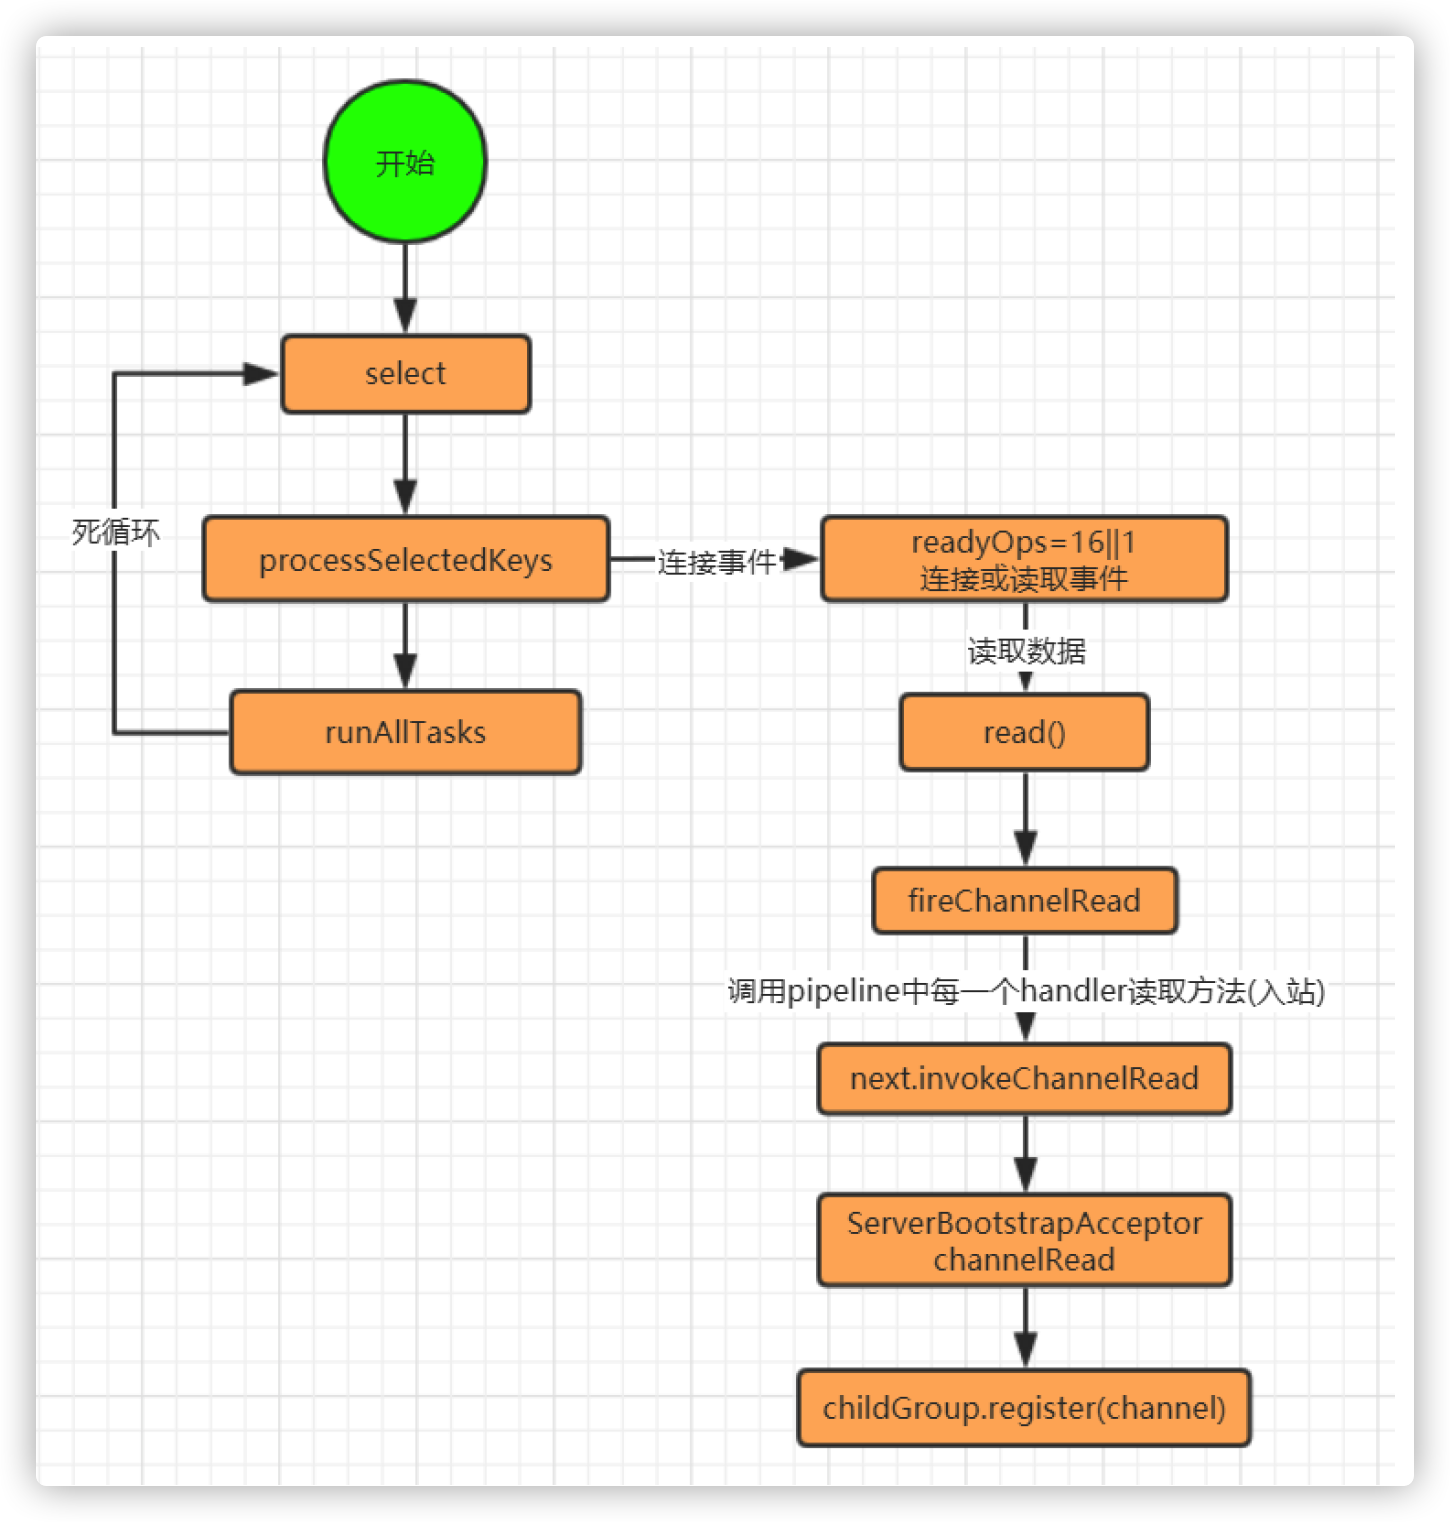 开始
select
死循环
processSelectedKeys
连接事件
readyOps=16||1
连接或读取事件
读取数据
runAllTasks
read()
fireChannelRead
调用pipeline中每一个handler读取方法(入站)
next.invokeChannelRead
ServerBootstrapAcceptor
channelRead
childGroup.register(channel)